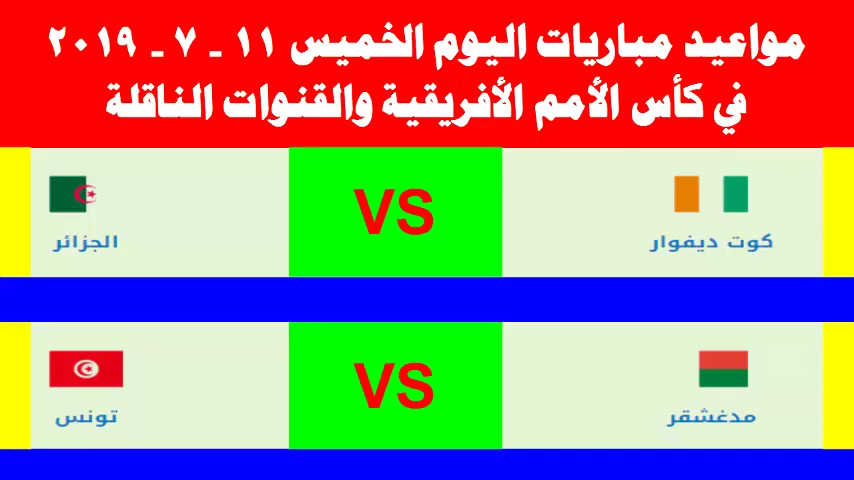 مواعيد مباريات اليوم الخميس ١١ - ٧ - ٢٠١٩
في كأس الأمم الأفريقية والقنوات الناقلة
كوت ديفوار VS الجزائر
مدغشقر VS تونس